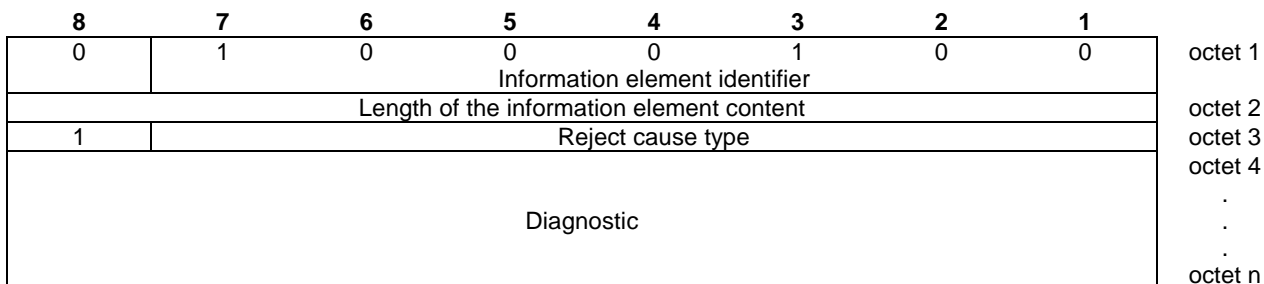 8 7 6 5 4 3 2 1
0 1 0 0 0 1 0 0 octet 1
Information element identifier
Length of the information element content octet 2
1 Reject cause type octet 3
octet 4
.
Diagnostic .
.
octet n